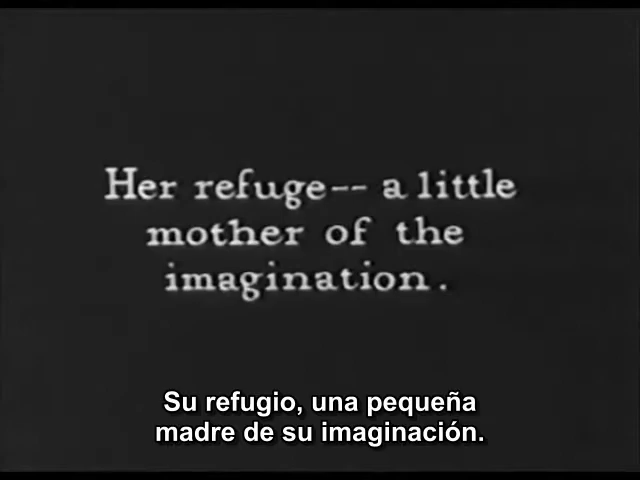 Her refuge-- a little
mother of the
imagination.
Su refugio, una pequeña
madre de su imaginación.